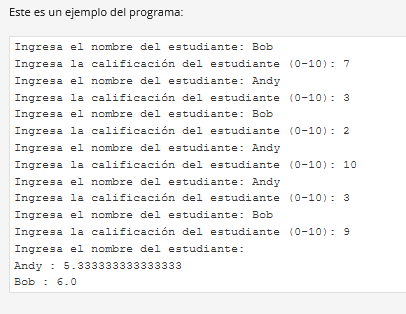 Este es un ejemplo del programa:
Ingresa el nombre del estudiante: Bob
Ingresa la calificación del estudiante (0-10): 7
Ingresa el nombre del estudiante: Andy
Ingresa la calificación del estudiante (0-10): 3
Ingresa el nombre del estudiante: Bob
Ingresa la calificación del estudiante (0-10): 2
Ingresa el nombre del estudiante: Andy
Ingresa la calificación del estudiante (0-10): 10
Ingresa el nombre del estudiante: Andy
Ingresa la calificación del estudiante (0-10): 3
Ingresa el nombre del estudiante: Bob
Ingresa la calificación del estudiante (0-10): 9
Ingresa el nombre del estudiante:
Andy : 5.333333333333333
Bob : 6.0